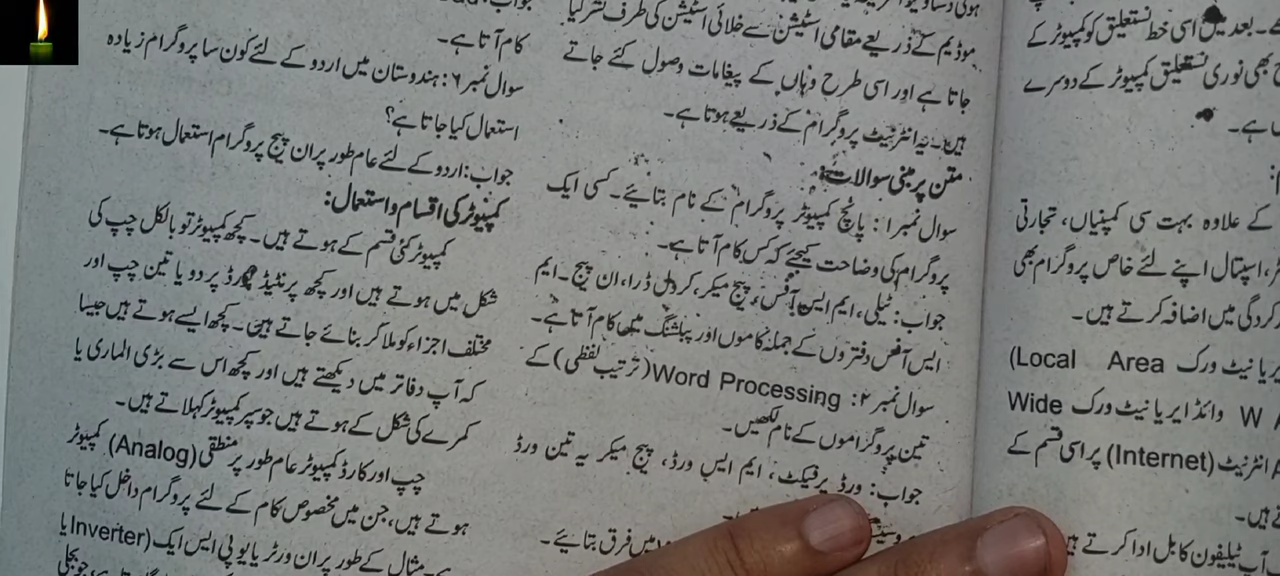 کے۔ بعد میں اسی خط نستعلیق کو کمپیوٹر کے
بھی نوری نستعلیق کمپیوٹر کے دوسرے
ہے۔
کے علاوہ بہت سی کمپنیاں، تجارتی
اسپتال اپنے لئے خاص پروگرام بھی
کردگی میں اضافہ کرتے ہیں۔
یا نیٹ ورک Local Area)
W وائڈ ایریا نیٹ ورک Wide
انٹرنیٹ (Internet) پر اسی قسم کے
ہیں۔
آپ ٹیلیفون کا بل ادا کرتے
موڈیم کے ذریعے مقامی اسٹیشن سے خلائی اسٹیشن کی طرف نشر کیا
جاتا ہے اور اسی طرح وہاں کے پیغامات وصول کئے جاتے
ہیں۔ یہ انٹرنیٹ پروگرام کے ذریعے ہوتا ہے۔
متن پر مبنی سوالات:
سوال نمبر ۱: پانچ کمپیوٹر پروگرام کے نام بتائیے۔ کسی ایک
پروگرام کی وضاحت کیجئے کہ کس کام آتا ہے۔
جواب: ٹیلی، ایم ایس آفس، پیج میکر، کرول ڈرا، ان پیج۔ ایم
ایس آفس دفتروں کے جملہ کاموں اور پبلشنگ میں کام آتا ہے۔
سوال نمبر ۲: Word Processing (ترتیب لفظی) کے
تین پروگراموں کے نام لکھیں۔
جواب: ورڈ پرفیکٹ، ایم ایس ورڈ، پیج میکر یہ تین ورڈ
میں فرق بتائیے۔
کام آتا ہے۔
سوال نمبر ۶: ہندوستان میں اردو کے لئے کون سا پروگرام زیادہ
استعمال کیا جاتا ہے؟
جواب: اردو کے لئے عام طور پر ان پیج پروگرام استعمال ہوتا ہے۔
کمپیوٹر کی اقسام و استعمال:
کمپیوٹر کئی قسم کے ہوتے ہیں۔ کچھ کمپیوٹر تو بالکل چپ کی
شکل میں ہوتے ہیں اور کچھ پرنٹیڈ کارڈ پر دو یا تین چپ اور
مختلف اجزاء کو ملا کر بنائے جاتے ہیں۔ کچھ ایسے ہوتے ہیں جیسا
کہ آپ دفاتر میں دیکھتے ہیں اور کچھ اس سے بڑی الماری یا
کمرے کی شکل کے ہوتے ہیں جو سپر کمپیوٹر کہلاتے ہیں۔
چپ اور کارڈ کمپیوٹر عام طور پر منطقی (Analog) کمپیوٹر
ہوتے ہیں، جن میں مخصوص کام کے لئے پروگرام داخل کیا جاتا
ہے۔ مثال کے طور پر ان ورٹر یا یو پی ایس ایک (Inverter یا